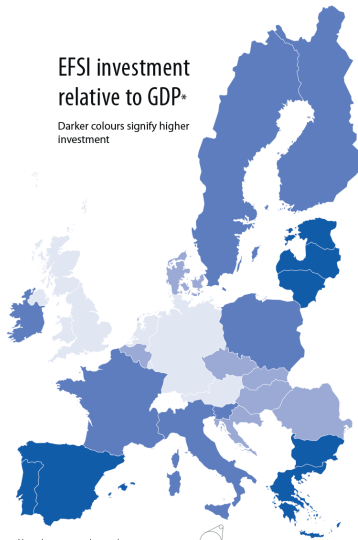 EFSI investment
relative to GDP*
Darker colours signify higher
investment